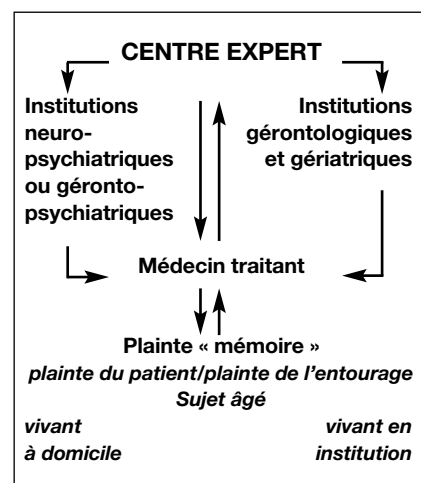 CENTRE EXPERT
Institutions
neuro-
psychiatriques
ou géronto-
psychiatriques
Institutions
gérontologiques
et gériatriques
Médecin traitant
Plainte « mémoire »
plainte du patient/plainte de l’entourage
Sujet âgé
vivant
à domicile
vivant en
institution